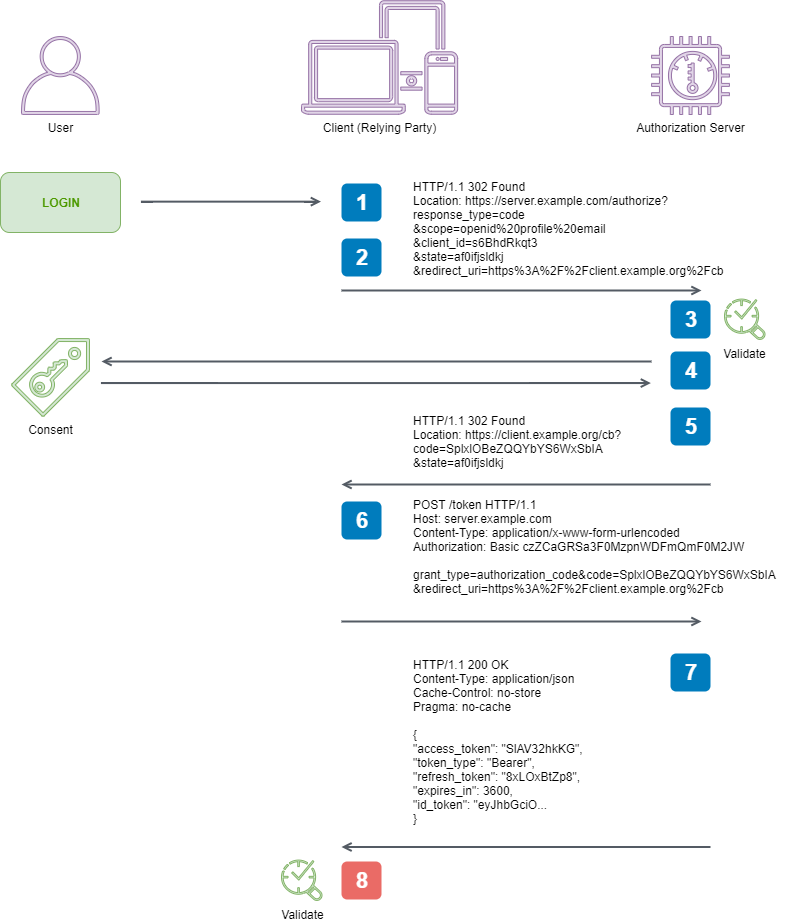 User
Client (Relying Party)
Authorization Server
LOGIN
1
HTTP/1.1 302 Found
Location: https://server.example.com/authorize?
response_type=code
&scope=openid%20profile%20email
&client_id=s6BhdRkqt3
&state=af0ifjsldkj
&redirect_uri=https%3A%2F%2Fclient.example.org%2Fcb
2
3
Validate
4
Consent
5
HTTP/1.1 302 Found
Location: https://client.example.org/cb?
code=SplxlOBeZQQYbYS6WxSbIA
&state=af0ifjsldkj
6
POST /token HTTP/1.1
Host: server.example.com
Content-Type: application/x-www-form-urlencoded
Authorization: Basic czZCaGRSa3F0MzpnWDFmQmF0M2JW
grant_type=authorization_code&code=SplxlOBeZQQYbYS6WxSbIA
&redirect_uri=https%3A%2F%2Fclient.example.org%2Fcb
7
HTTP/1.1 200 OK
Content-Type: application/json
Cache-Control: no-store
Pragma: no-cache
{
"access_token": "SlAV32hkKG",
"token_type": "Bearer",
"refresh_token": "8xLOxBtZp8",
"expires_in": 3600,
"id_token": "eyJhbGciO...
}
8
Validate